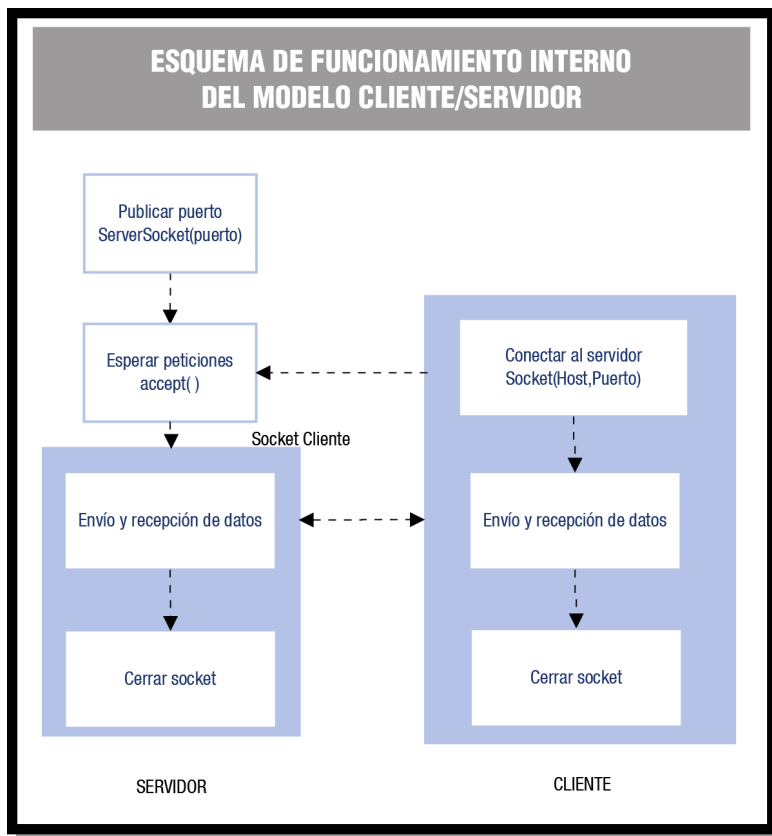 ESQUEMA DE FUNCIONAMIENTO INTERNO
DEL MODELO CLIENTE/SERVIDOR
Publicar puerto
ServerSocket(puerto)
Esperar peticiones
accept( )
Conectar al servidor
Socket(Host,Puerto)
Socket Cliente
Envío y recepción de datos
Envío y recepción de datos
Cerrar socket
Cerrar socket
SERVIDOR
CLIENTE